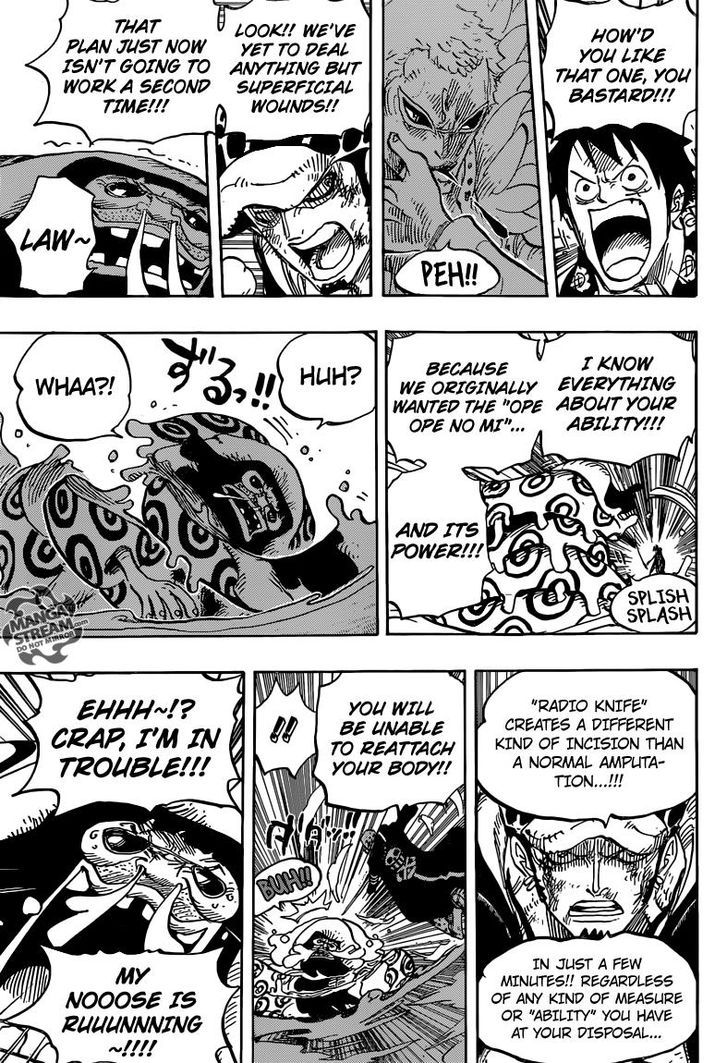 HOW'D
YOU LIKE
THAT ONE, YOU
BASTARD!!!
PEH!!
LOOK!! WE'VE
YET TO DEAL
ANYTHING BUT
SUPERFICIAL
WOUNDS!!
THAT
PLAN JUST NOW
ISN'T GOING TO
WORK A SECOND
TIME!!!
LAW~
I KNOW
EVERYTHING
ABOUT YOUR
ABILITY!!!
BECAUSE
WE ORIGINALLY
WANTED THE "OPE
OPE NO MI"...
AND ITS
POWER!!!
SPLISH
SPLASH
HUH?
ずるっ!!
WHAA?!
MANGA
STREAM.com
DO NOT MIRROR
"RADIO KNIFE"
CREATES A DIFFERENT
KIND OF INCISION THAN
A NORMAL AMPUTA-
TION...!!!
IN JUST A FEW
MINUTES!! REGARDLESS
OF ANY KIND OF MEASURE
OR "ABILITY" YOU HAVE
AT YOUR DISPOSAL...
YOU WILL
BE UNABLE
TO REATTACH
YOUR BODY!!
!!
BUH!!
EHHH~!?
CRAP, I'M IN
TROUBLE!!!
MY
NOOOSE IS
RUUUNNNING
~!!!!